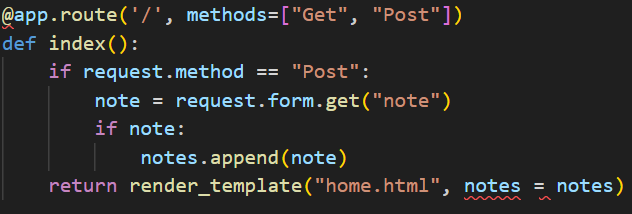 @app.route('/', methods=["Get", "Post"])
def index():
    if request.method == "Post":
        note = request.form.get("note")
        if note:
            notes.append(note)
    return render_template("home.html", notes = notes)